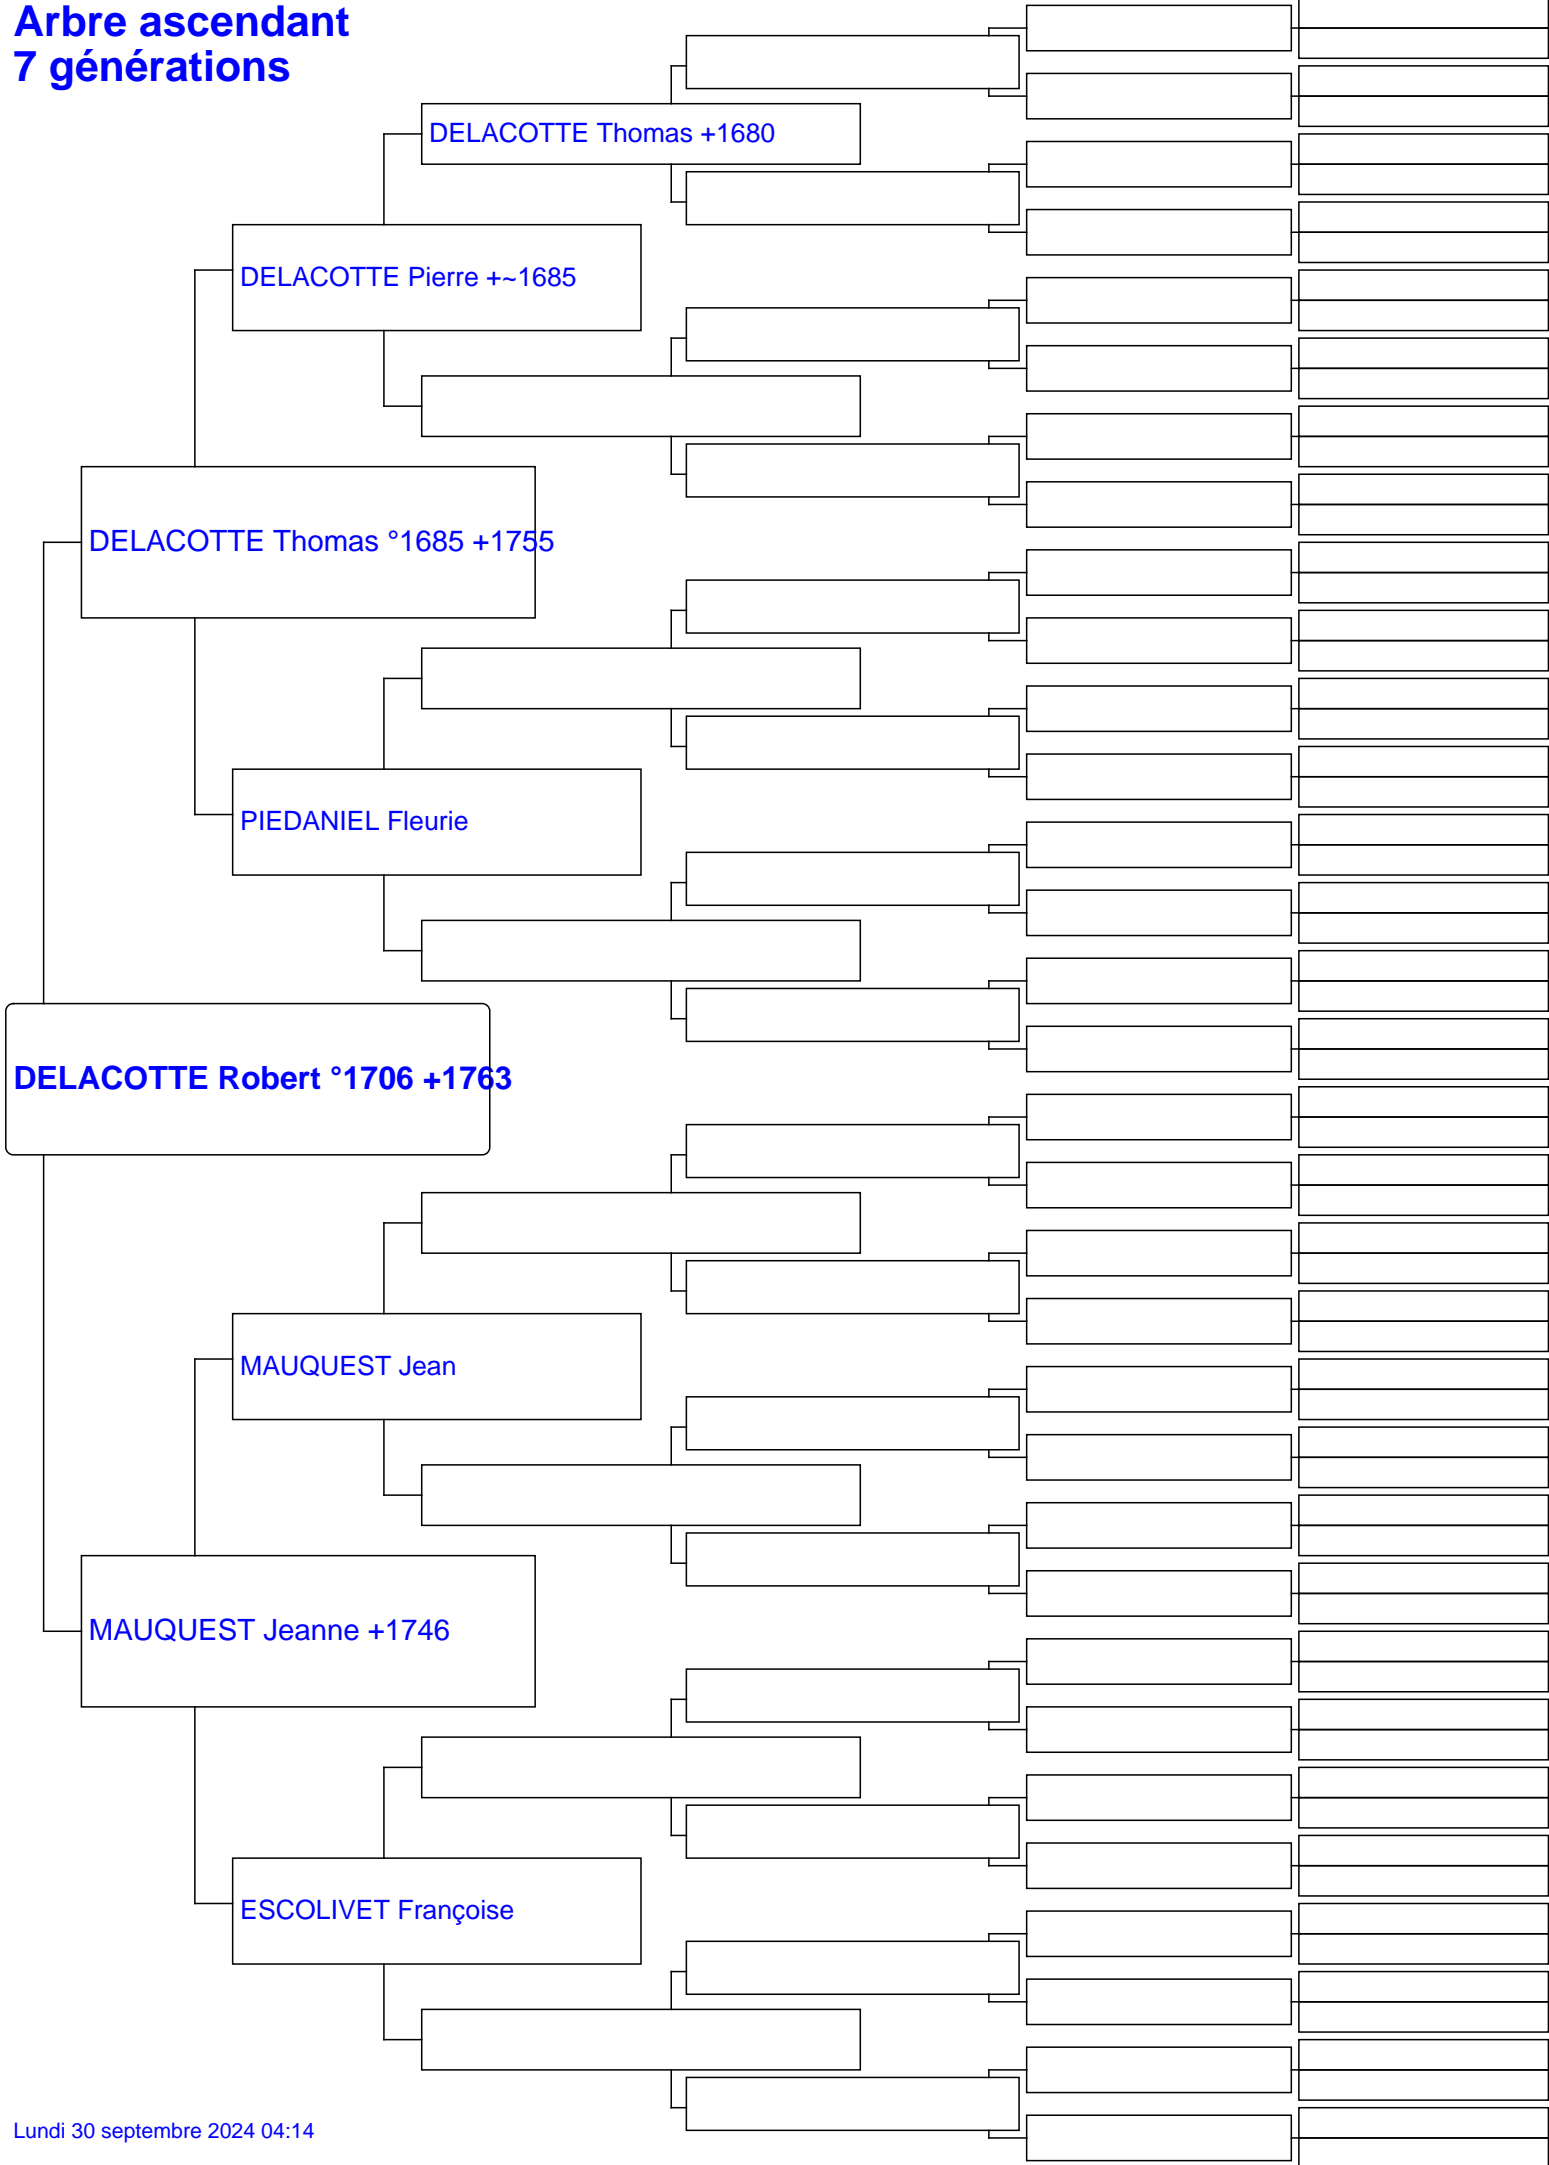 Arbre ascendant
7 générations
DELACOTTE Thomas +1680
DELACOTTE Pierre +~1685
DELACOTTE Thomas °1685 +1755
PIEDANIEL Fleurie
DELACOTTE Robert °1706 +1763
MAUQUEST Jean
MAUQUEST Jeanne +1746
ESCOLIVET Françoise
Lundi 30 septembre 2024 04:14